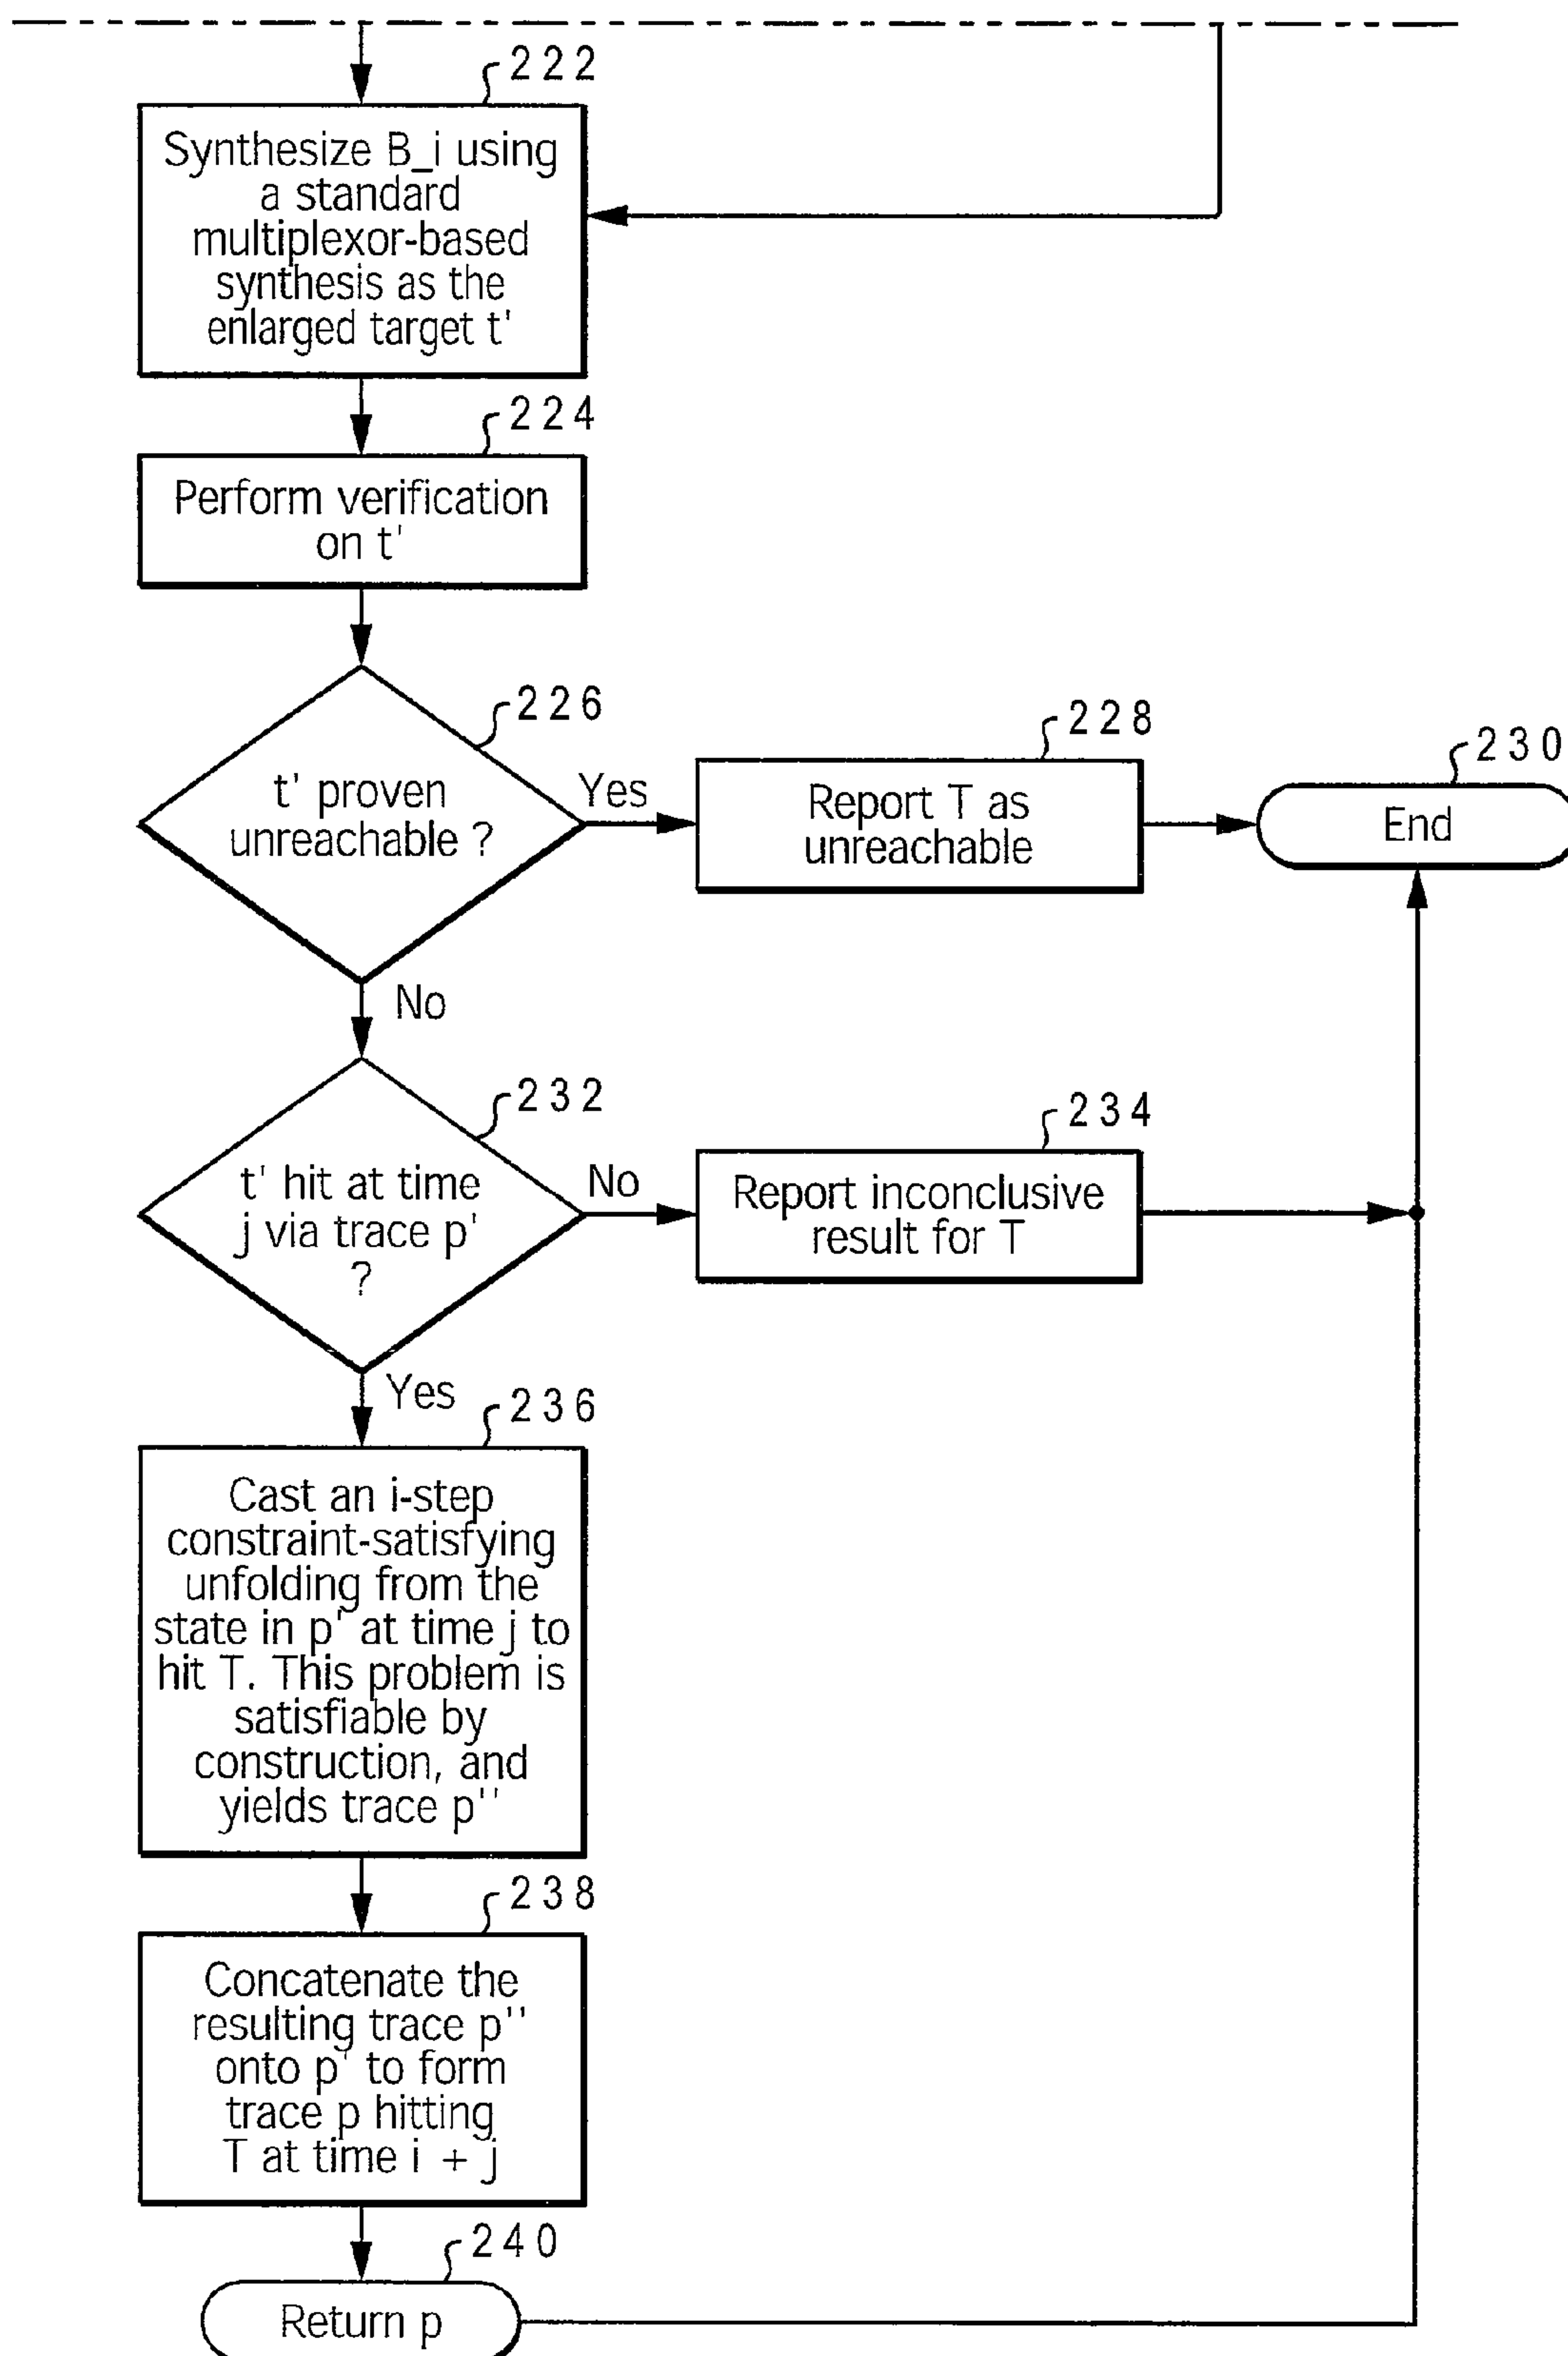 222
Synthesize B_i using
a standard
multiplexor-based
synthesis as the
enlarged target t'
224
Perform verification
on t'
226
t' proven
unreachable ?
Yes
228
Report T as
unreachable
230
End
No
232
t' hit at time
j via trace p'
?
No
234
Report inconclusive
result for T
Yes
236
Cast an i-step
constraint-satisfying
unfolding from the
state in p' at time j to
hit T. This problem is
satisfiable by
construction, and
yields trace p''
238
Concatenate the
resulting trace p''
onto p' to form
trace p hitting
T at time i + j
240
Return p